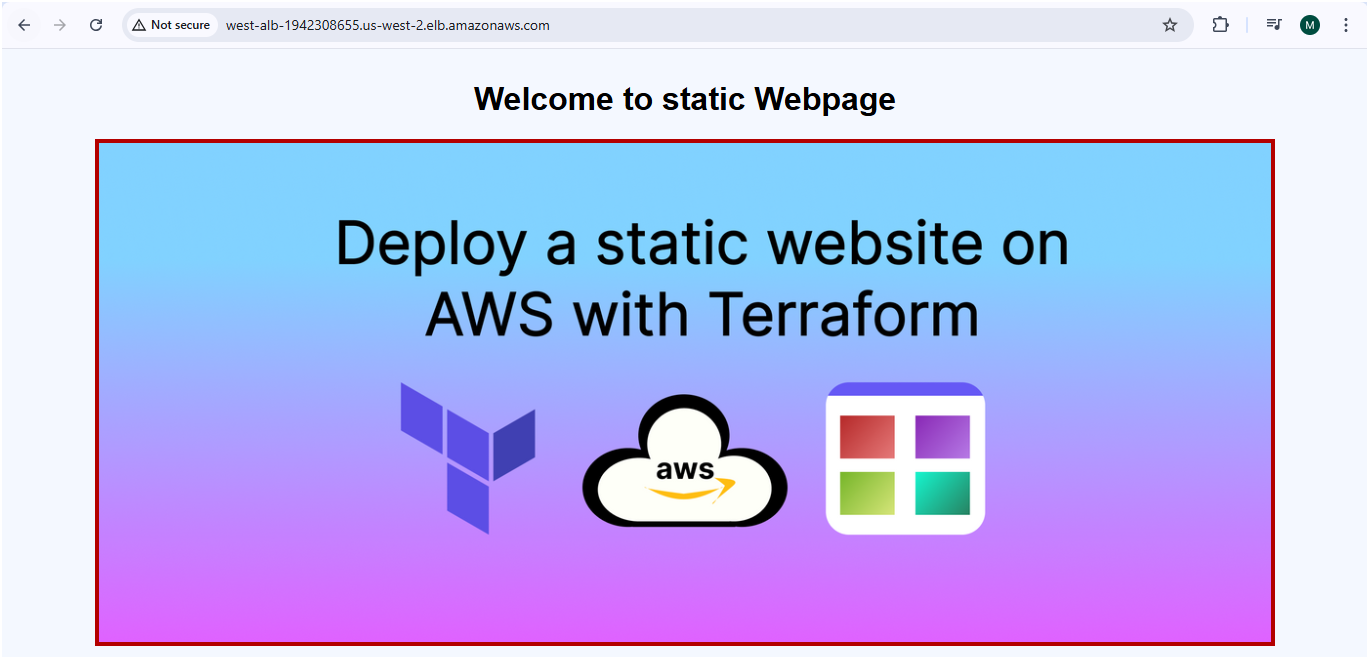 Not secure
west-alb-1942308655.us-west-2.elb.amazonaws.com
M
Welcome to static Webpage
Deploy a static website on
AWS with Terraform
aws